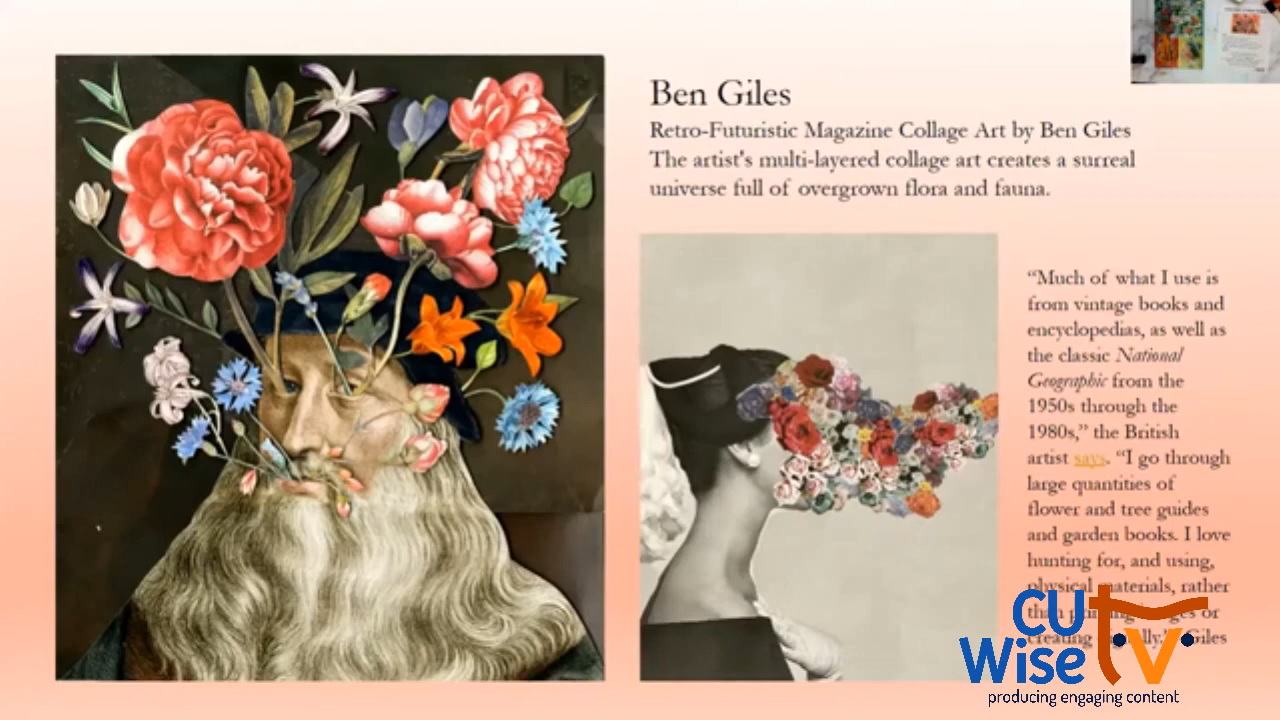 Ben Giles
Retro-Futuristic Magazine Collage Art by Ben Giles
The artist's multi-layered collage art creates a surreal
universe full of overgrown flora and fauna.
“Much of what I use is
from vintage books and
encyclopedias, as well as
the classic National
Geographic from the
1950s through the
1980s,” the British
artist says. “I go through
large quantities of
flower and tree guides
and garden books. I love
hunting for, and using,
physical materials, rather
than or
creating Giles
CU
Wise tv
producing engaging content